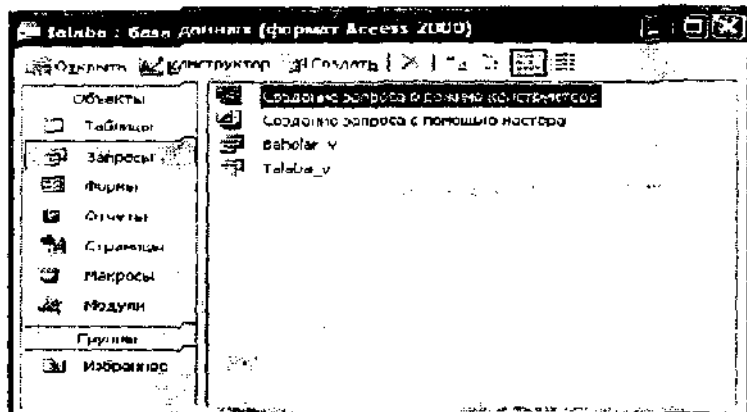 talaba : база данных (формат Access 2000)
Открыть Конструктор Создать
Объекты
Таблицы
Запросы
Формы
Отчеты
Страницы
Макросы
Модули
Группы
Избранное
Создание запроса в режиме конструктора
Создание запроса с помощью мастера
Baholar_v
Talaba_v